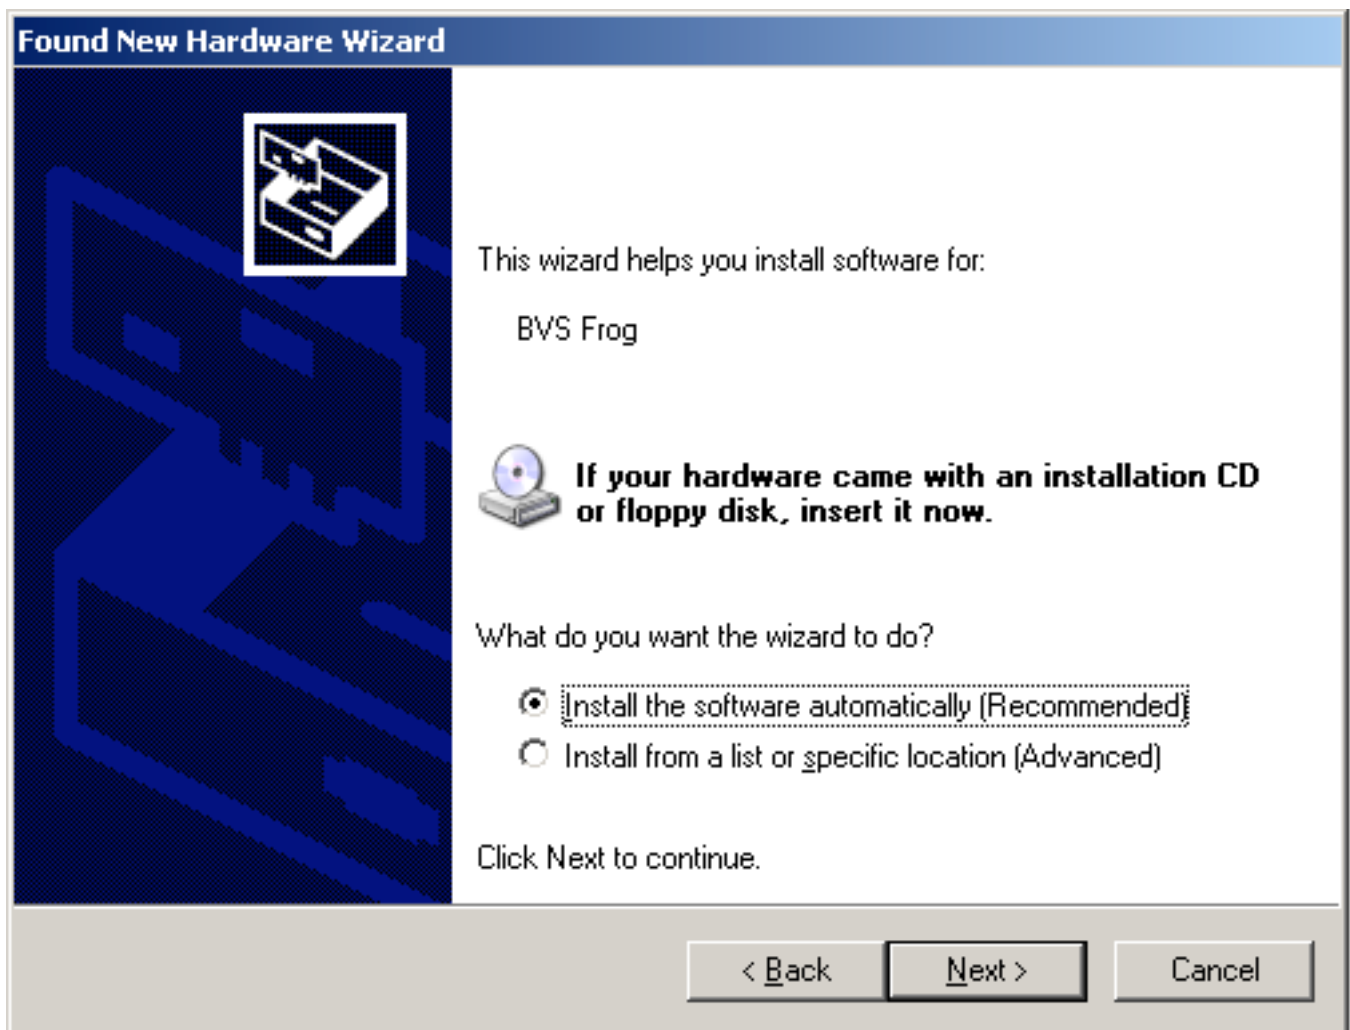 Found New Hardware Wizard
This wizard helps you install software for:
BVS Frog
If your hardware came with an installation CD
or floppy disk, insert it now.
What do you want the wizard to do?
Install the software automatically (Recommended)
Install from a list or specific location (Advanced)
Click Next to continue.
< Back
Next >
Cancel